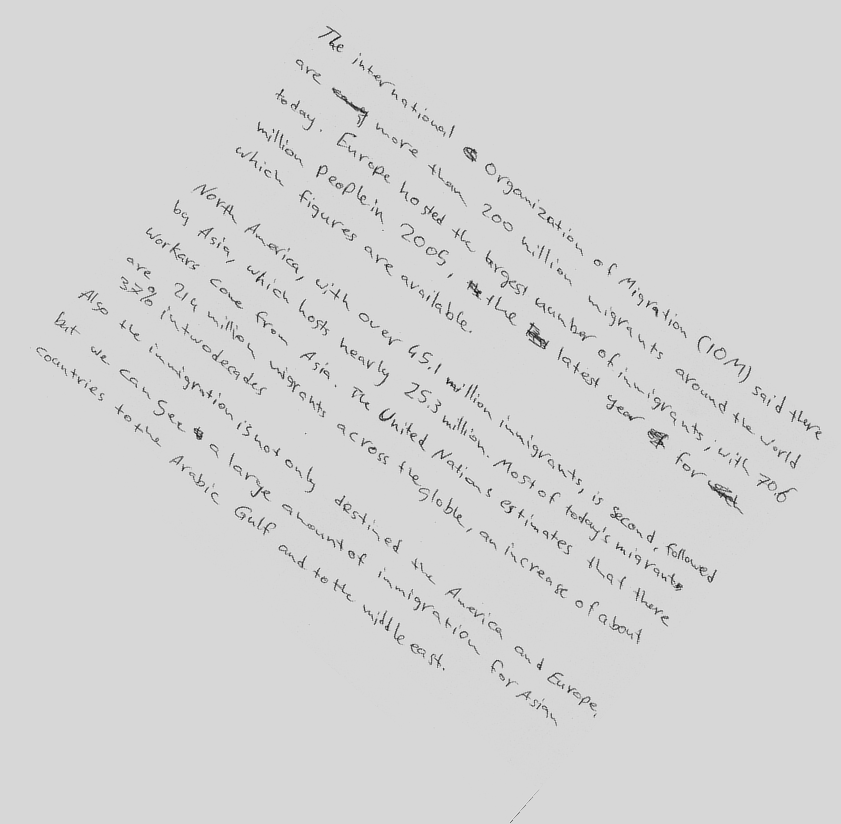 The international Organization of Migration (IOM) said there
are more than 200 million migrants around the world
today. Europe hosted the largest number of immigrants, with 70.6
million people in 2005, the latest year for
which figures are available.
North America, with over 45.1 million immigrants, is second, followed
by Asia, which hosts nearly 25.3 million. Most of today's migrants
workers come from Asia. The United Nations estimates that there
are 214 million migrants across the globe, an increase of about
37% in two decades
Also the immigration is not only destined the America and Europe,
but we can see a large amount of immigration for Asian
countries to the Arabic Gulf and to the middle east.